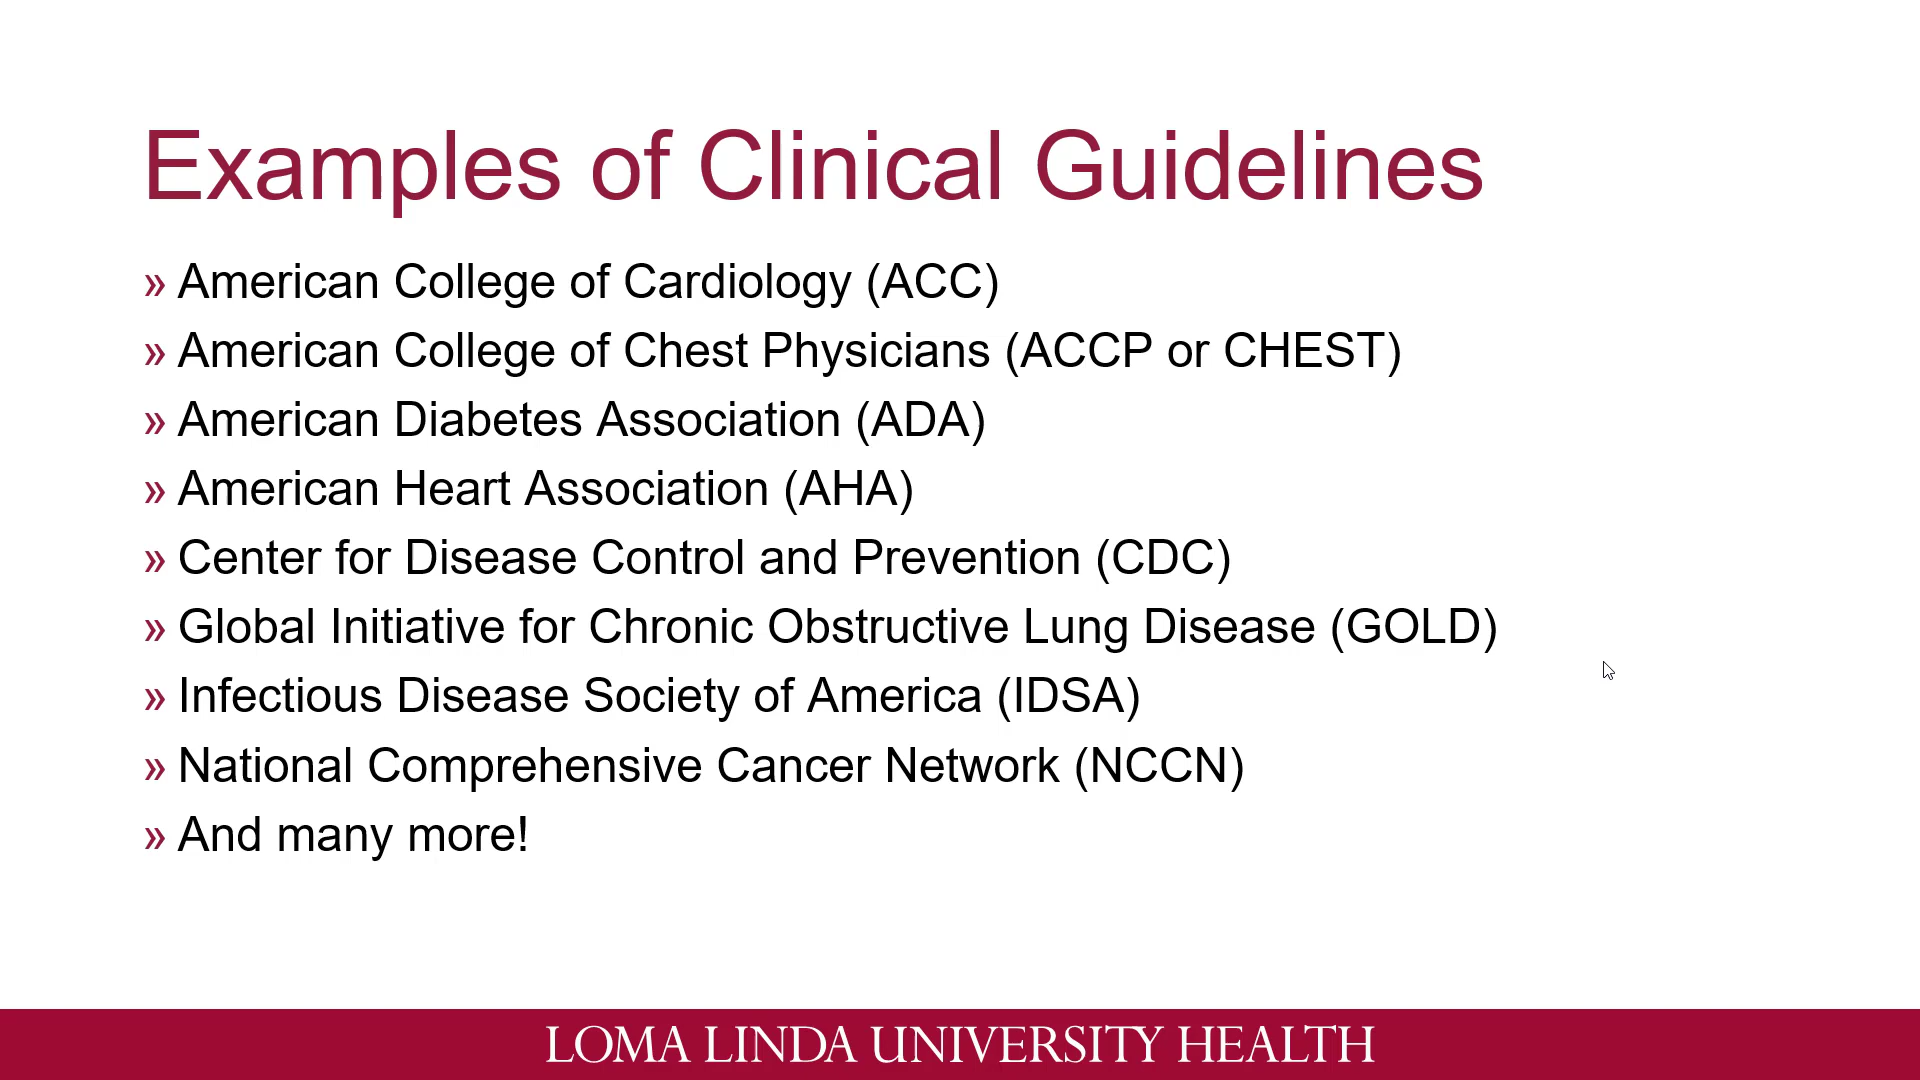 Examples of Clinical Guidelines
» American College of Cardiology (ACC)
» American College of Chest Physicians (ACCP or CHEST)
» American Diabetes Association (ADA)
» American Heart Association (AHA)
» Center for Disease Control and Prevention (CDC)
» Global Initiative for Chronic Obstructive Lung Disease (GOLD)
» Infectious Disease Society of America (IDSA)
» National Comprehensive Cancer Network (NCCN)
» And many more!
LOMA LINDA UNIVERSITY HEALTH